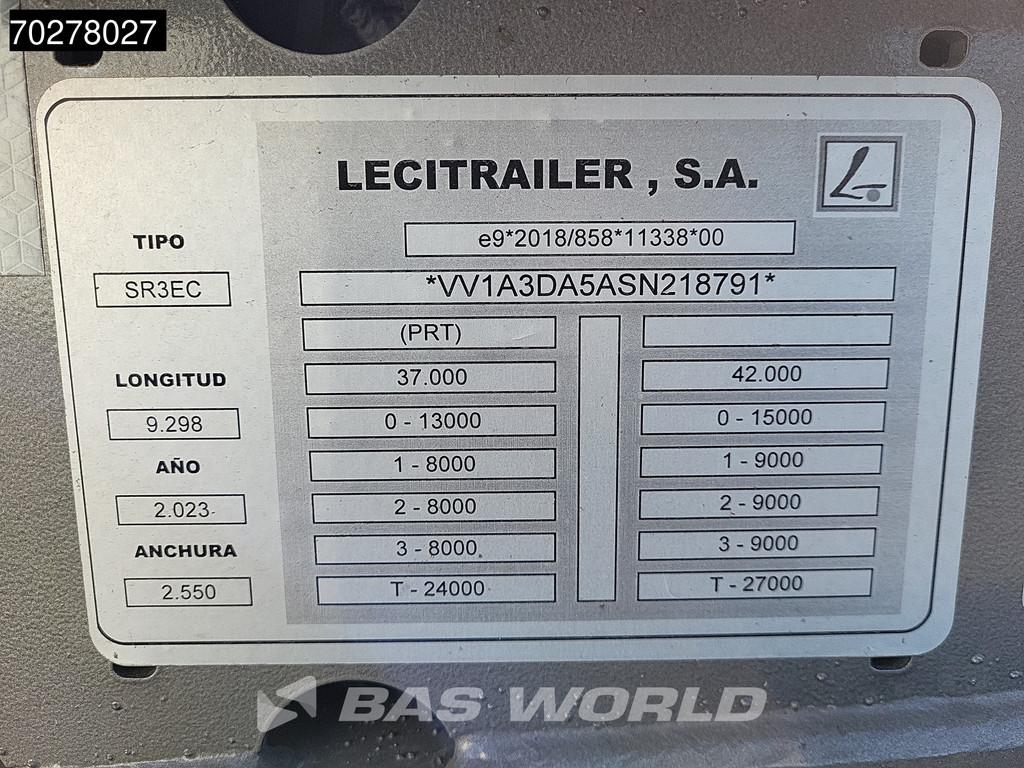 70278027
LECITRAILER , S.A.
L
e9*2018/858*11338*00
*VV1A3DA5ASN218791*
TIPO
SR3EC
LONGITUD
9.298
AÑO
2.023
ANCHURA
2.550
(PRT)
37.000
42.000
0 - 13000
0 - 15000
1 - 8000
1 - 9000
2 - 8000
2 - 9000
3 - 8000
3 - 9000
T - 24000
T - 27000
BAS WORLD